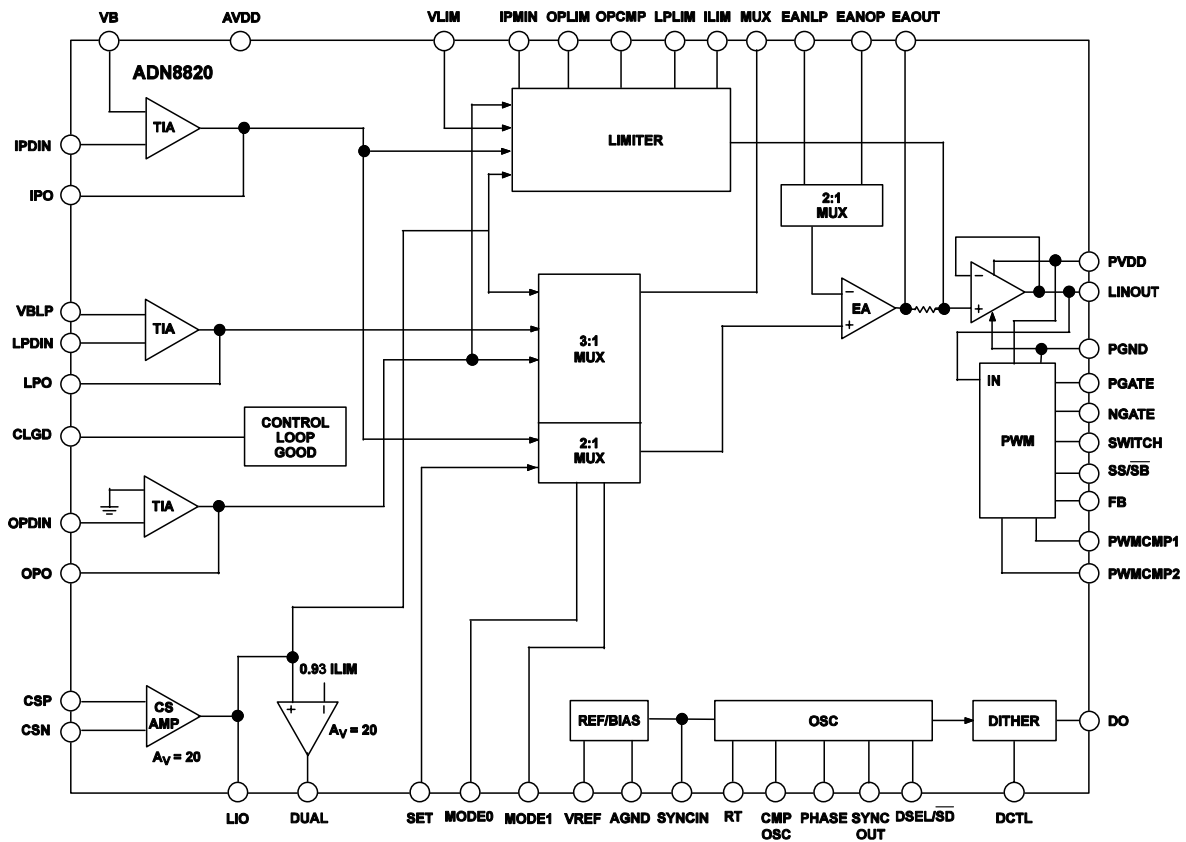 VB
AVDD
VLIM
IPMIN
OPLIM
OPCMP
LPLIM
ILIM
MUX
EANLP
EANOP
EAOUT
ADN8820
TIA
IPDIN
IPO
LIMITER
2:1
MUX
PVDD
LINOUT
PGND
PGATE
NGATE
SWITCH
SS/SB
FB
PWMCMP1
PWMCMP2
VBLP
LPDIN
LPO
TIA
3:1
MUX
−
EA
+
−
+
IN
PWM
CLGD
CONTROL
LOOP
GOOD
2:1
MUX
TIA
OPDIN
OPO
0.93 ILIM
CSP
CSN
CS
AMP
AV = 20
+
−
AV = 20
REF/BIAS
OSC
DITHER
DO
LIO
DUAL
SET
MODE0
MODE1
VREF
AGND
SYNCIN
RT
CMP
OSC
PHASE
SYNC
OUT
DSEL/SD
DCTL